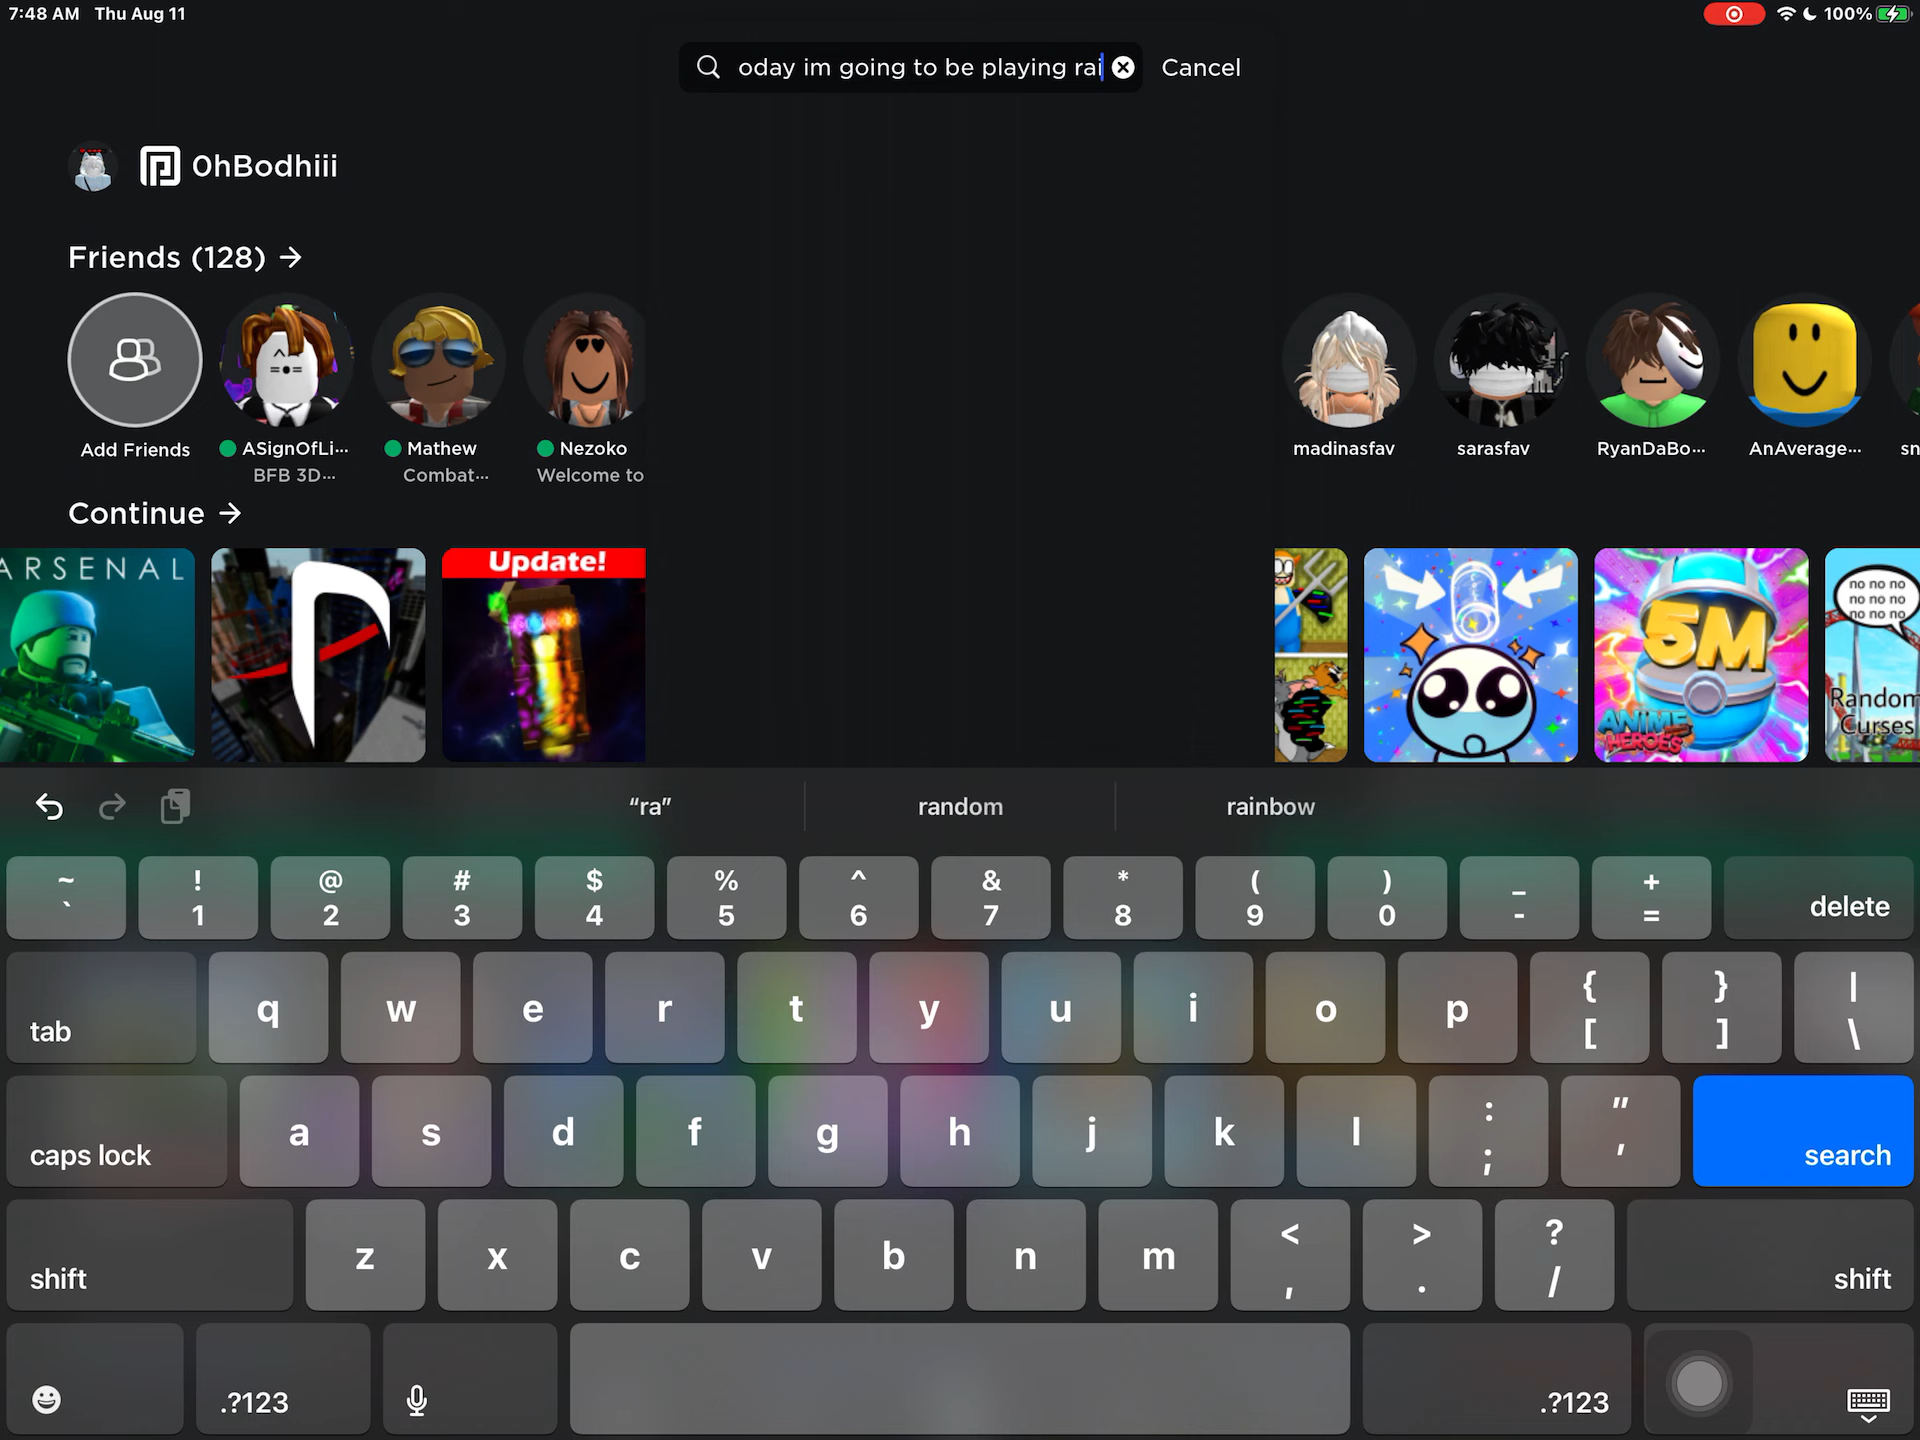 7:48 AM Thu Aug 11
100%
oday im going to be playing rai
Cancel
0hBodhiii
Friends (128) →
Add Friends
ASignOfLi...
BFB 3D...
Mathew
Combat...
Nezoko
Welcome to
madinasfav
sarasfav
RyanDaBo...
AnAverage...
sn
Continue →
ARSENAL
Update!
5M
ANIME
HEROES
no no no
no no no
no no no
Random
Curses
“ra”
random
rainbow
~ ! @ # $ % ^ & * ( ) _ +
` 1 2 3 4 5 6 7 8 9 0 - = delete
tab q w e r t y u i o p { [ } ] | \
caps lock a s d f g h j k l : ; " ' search
shift z x c v b n m < , > . ? / shift
.?123 .?123